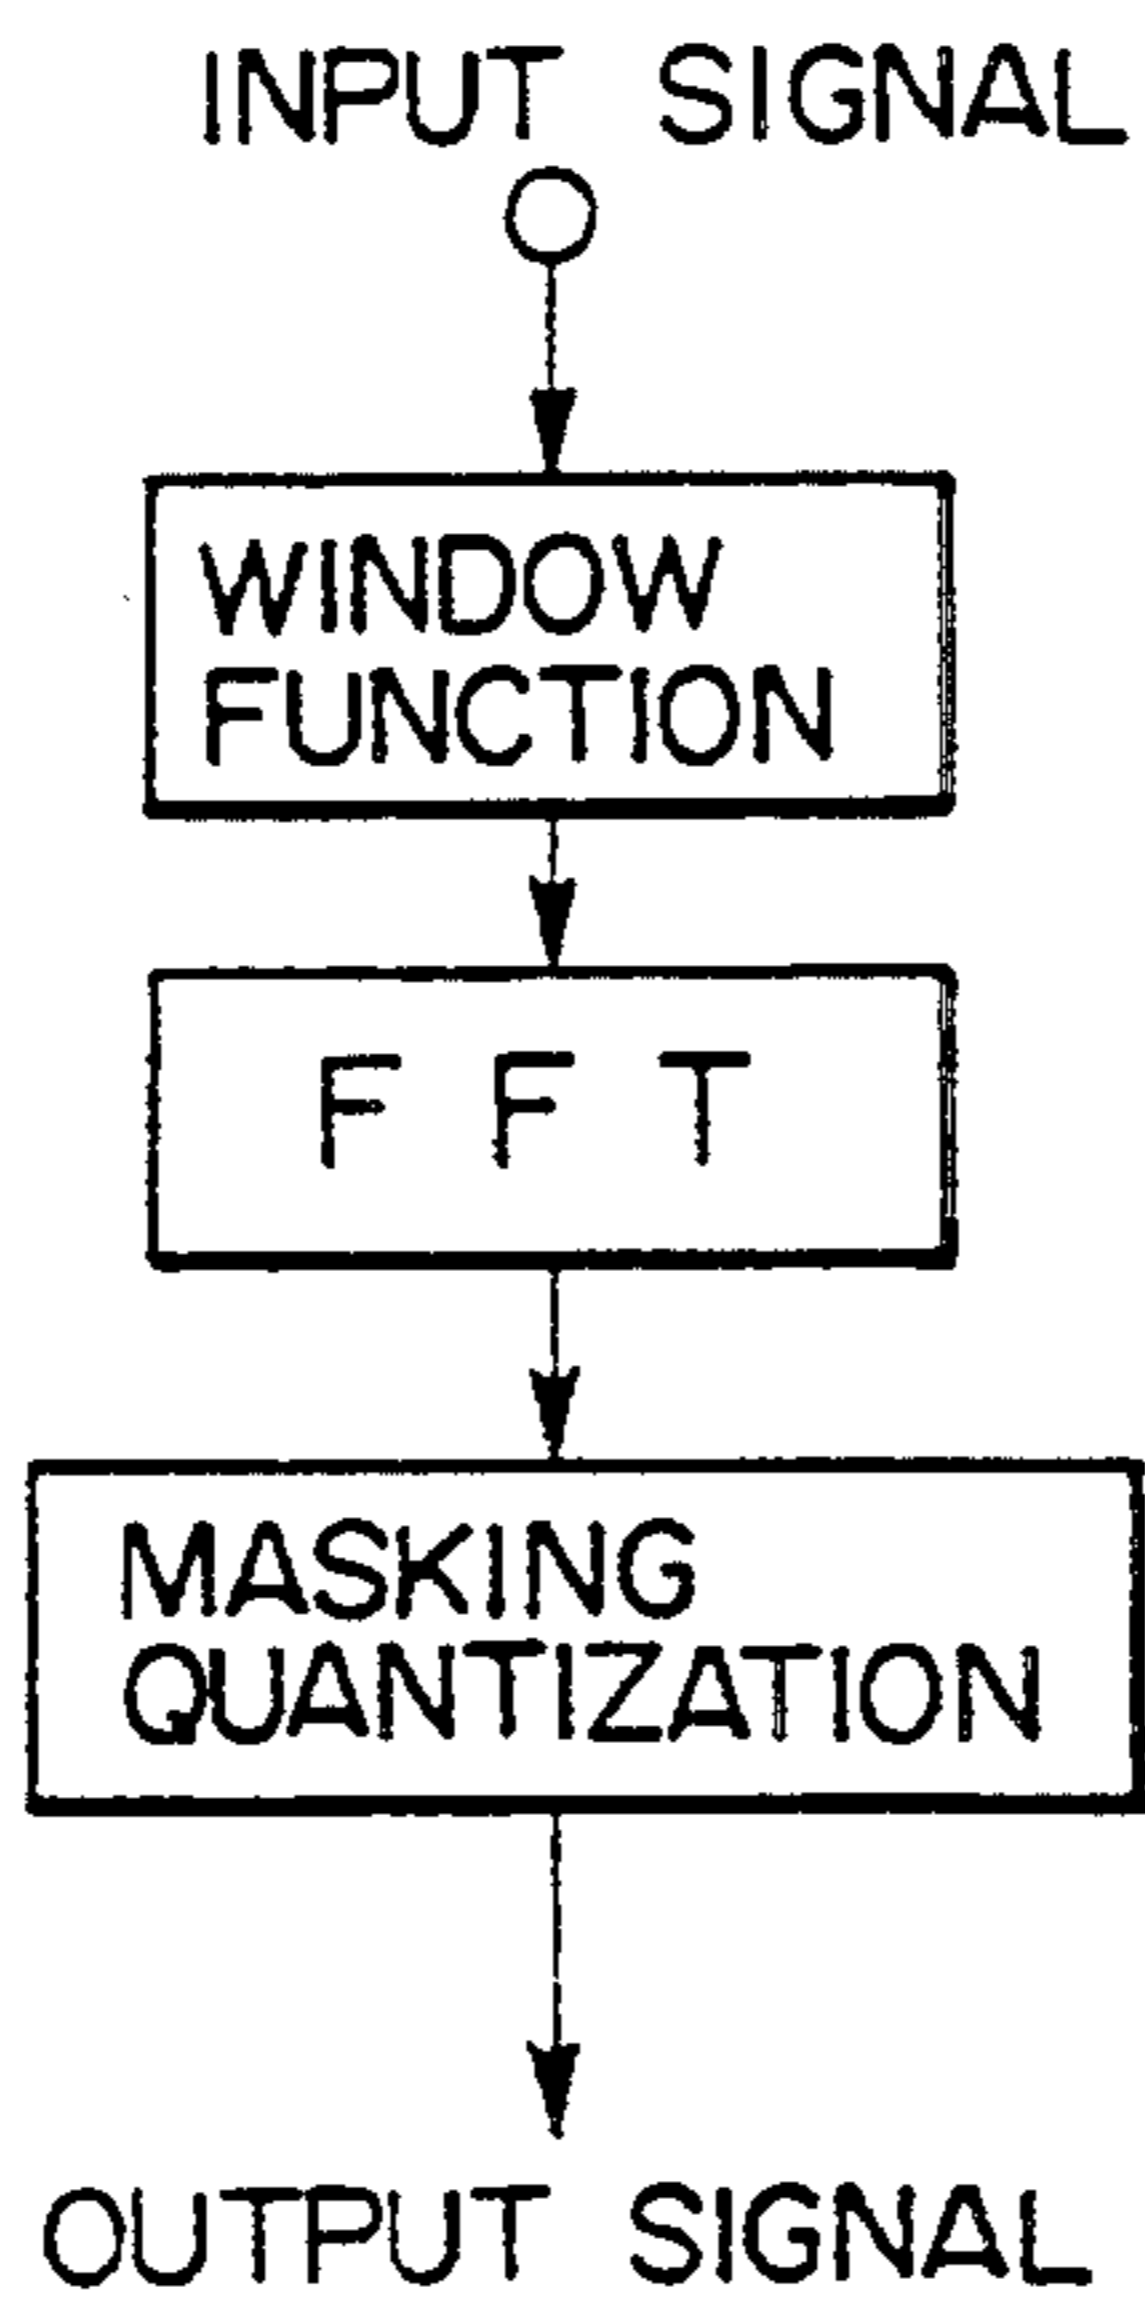 INPUT SIGNAL
WINDOW
FUNCTION
F F T
MASKING
QUANTIZATION
OUTPUT SIGNAL